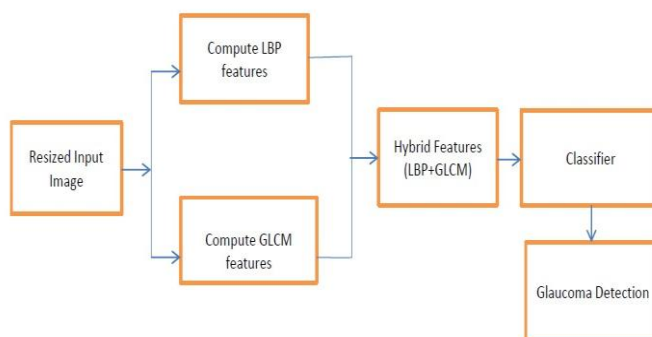 Compute LBP
features
Resized Input
Image
Compute GLCM
features
Hybrid Features
(LBP+GLCM)
Classifier
Glaucoma Detection